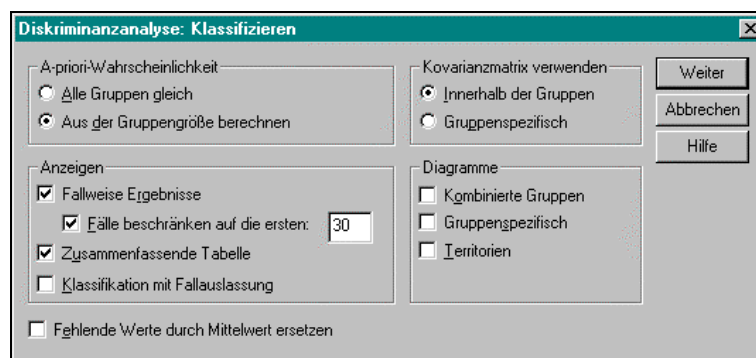 Diskriminanzanalyse: Klassifizieren
A-priori-Wahrscheinlichkeit
Alle Gruppen gleich
Aus der Gruppengröße berechnen
Kovarianzmatrix verwenden
Innerhalb der Gruppen
Gruppenspezifisch
Weiter
Abbrechen
Hilfe
Anzeigen
Fallweise Ergebnisse
Fälle beschränken auf die ersten: 30
Zusammenfassende Tabelle
Klassifikation mit Fallauslassung
Diagramme
Kombinierte Gruppen
Gruppenspezifisch
Territorien
Fehlende Werte durch Mittelwert ersetzen